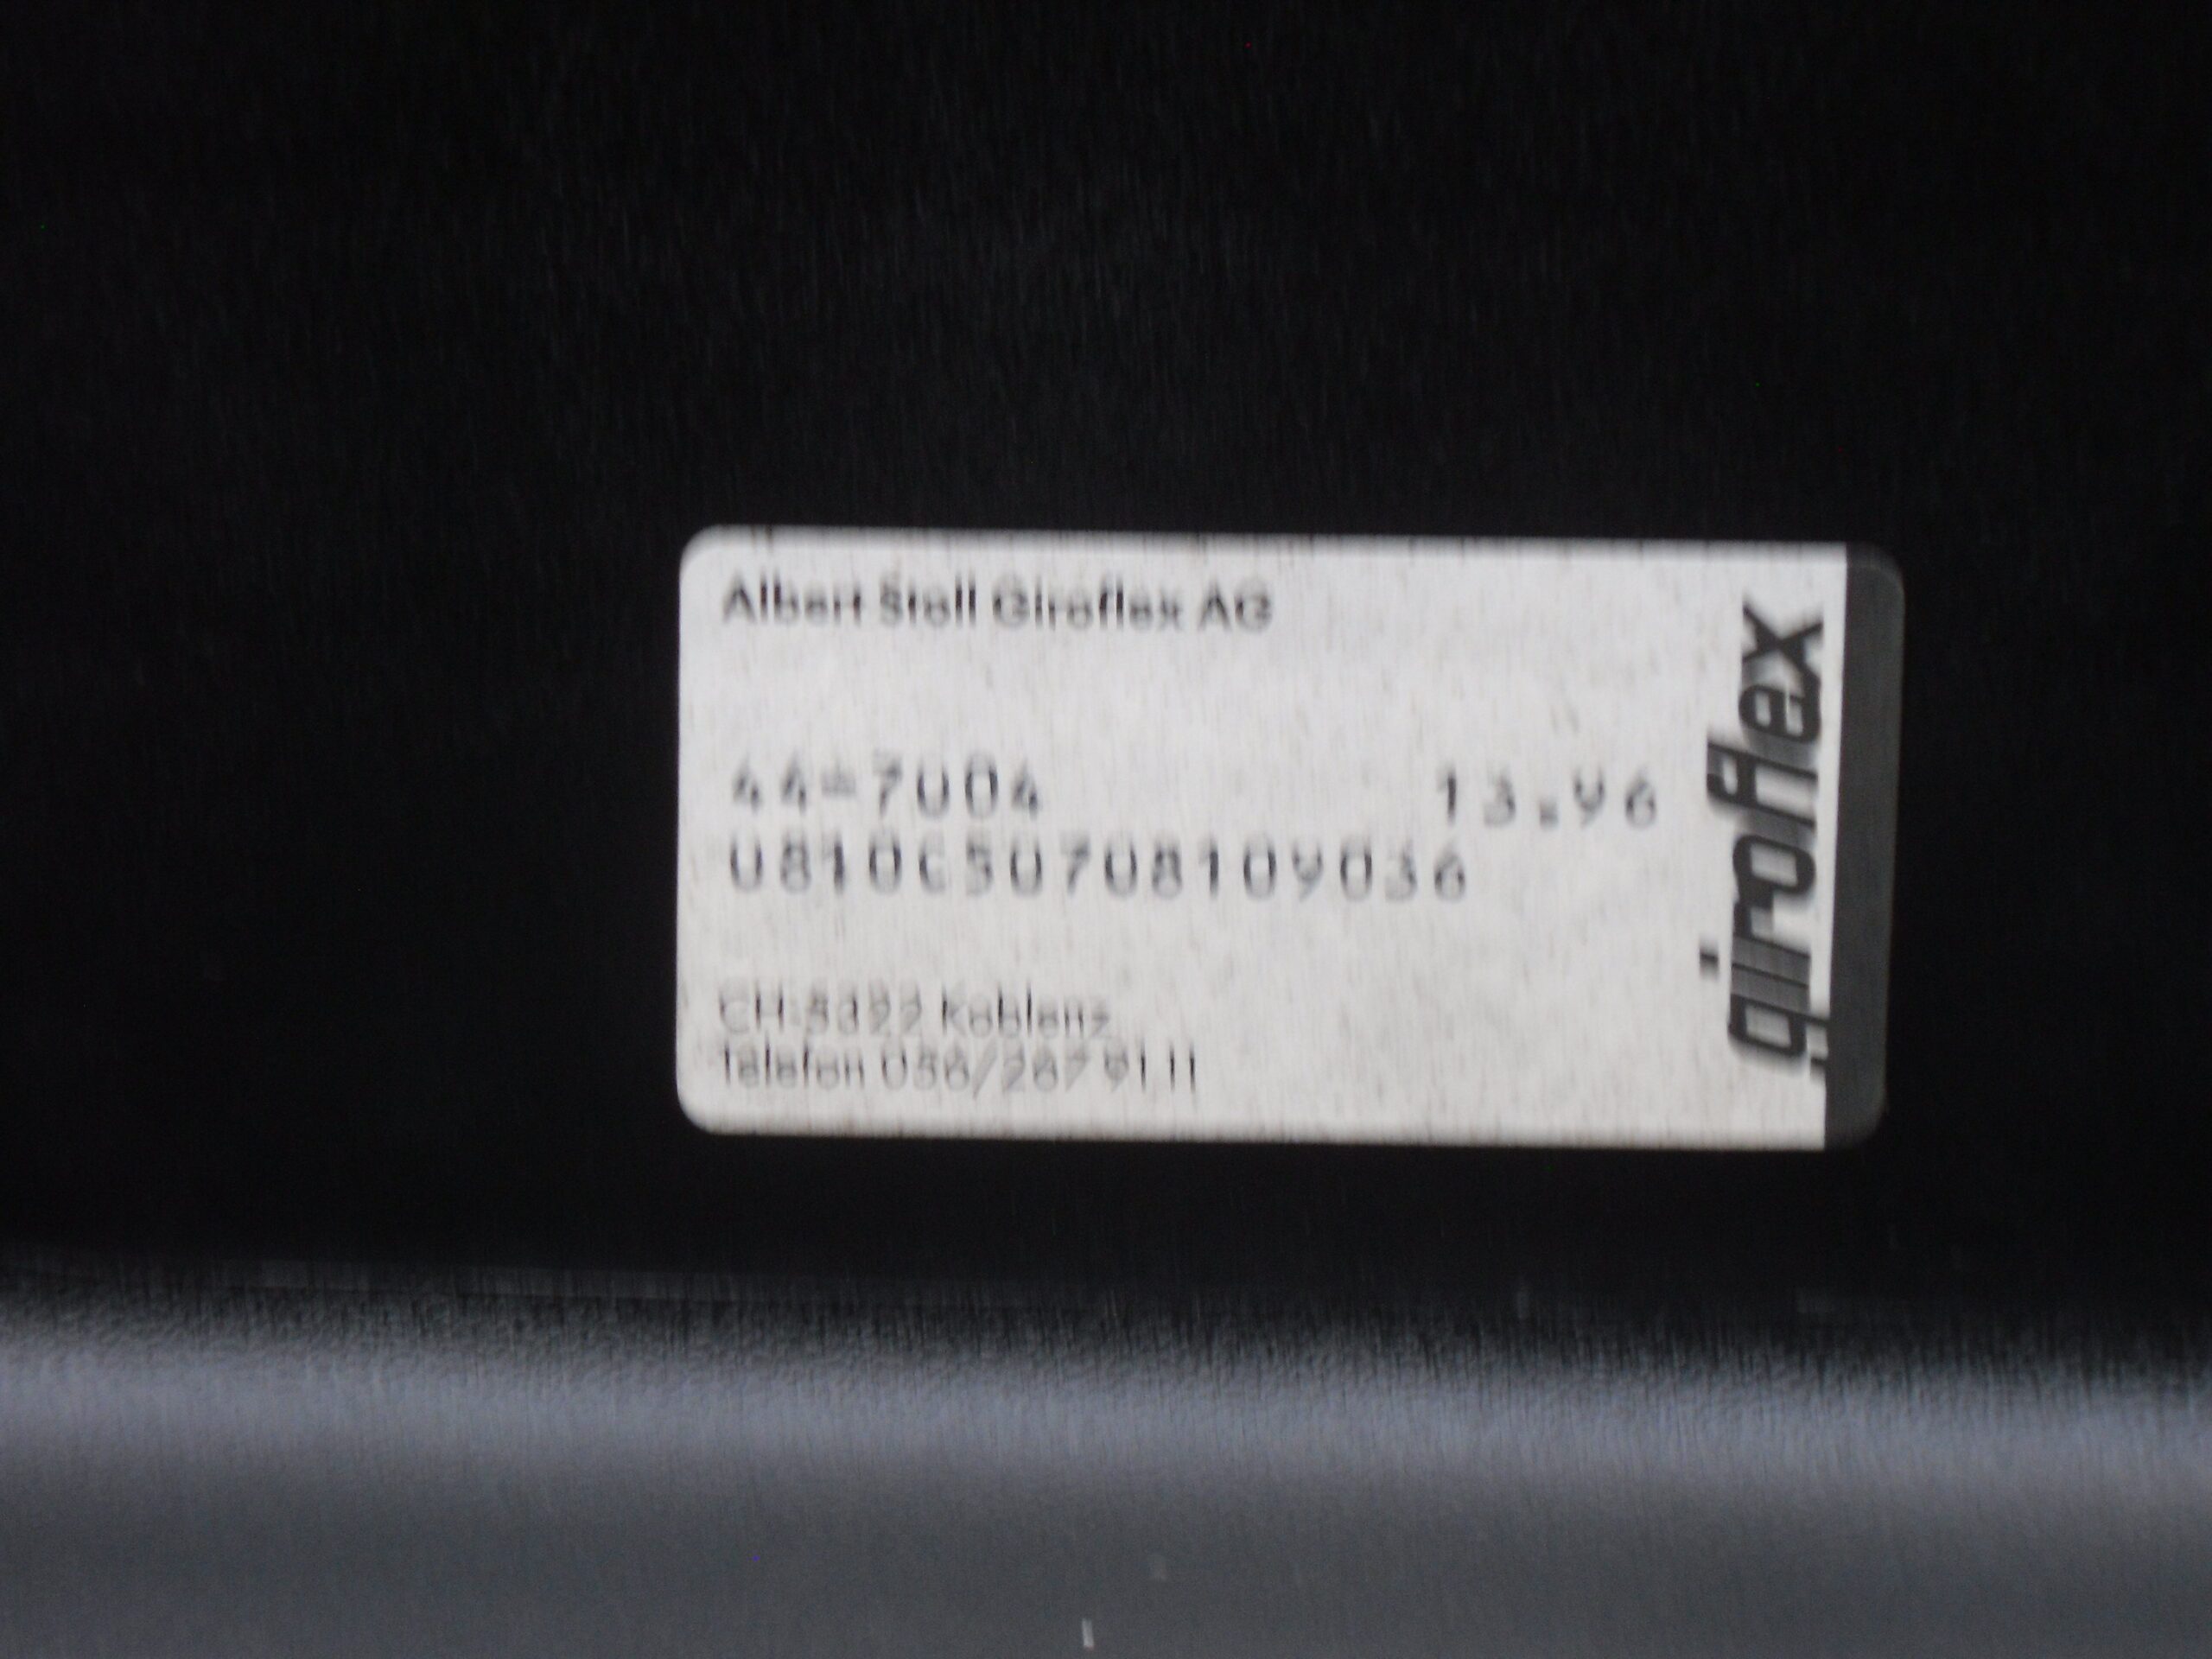 Albert Stoll Giroflex AG
44-7004 13.96
0810C50708109036
CH-5322 Koblenz
Telefon 056/267 91 11
giroflex